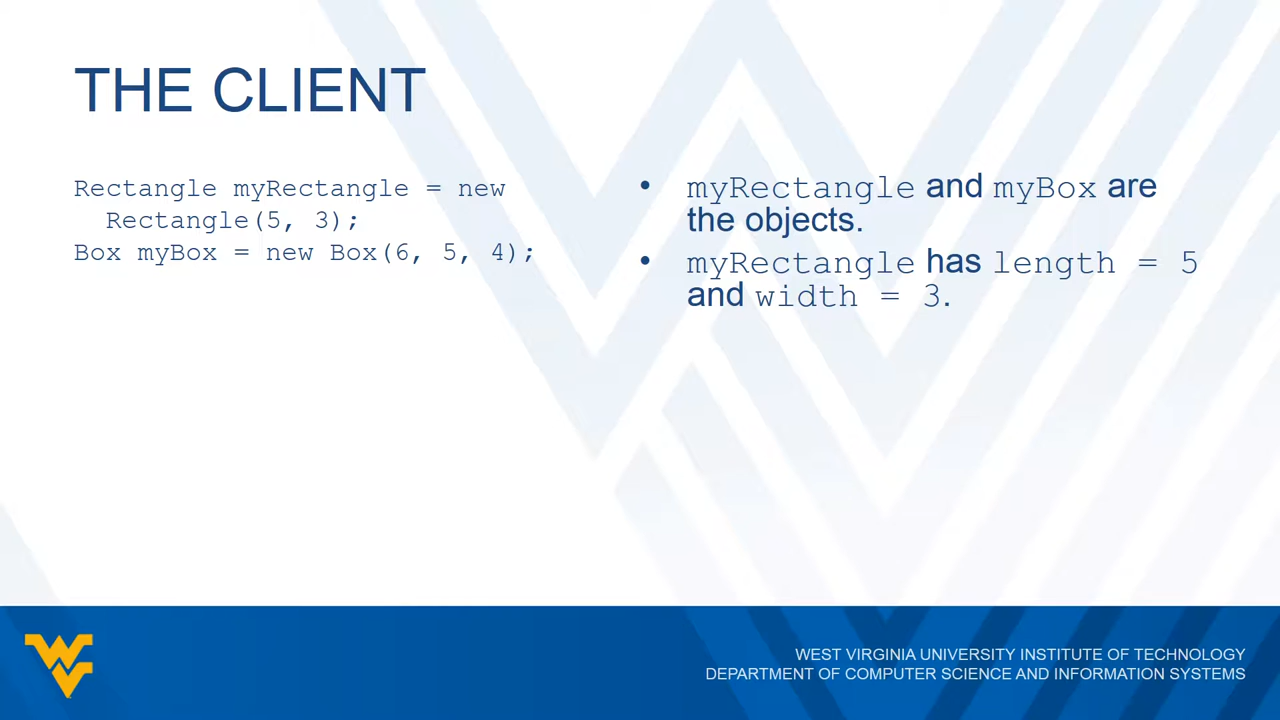 THE CLIENT
Rectangle myRectangle = new
Rectangle(5, 3);
Box myBox = new Box(6, 5, 4);
• myRectangle and myBox are
the objects.
• myRectangle has length = 5
and width = 3.
WV
WEST VIRGINIA UNIVERSITY INSTITUTE OF TECHNOLOGY
DEPARTMENT OF COMPUTER SCIENCE AND INFORMATION SYSTEMS